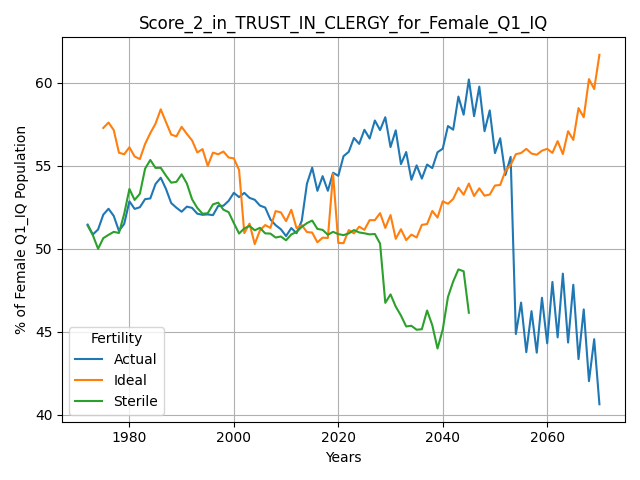 Score_2_in_TRUST_IN_CLERGY_for_Female_Q1_IQ
% of Female Q1_IQ Population
60
55
50
45
40
Fertility
Actual
Ideal
Sterile
1980 2000 2020 2040 2060
Years